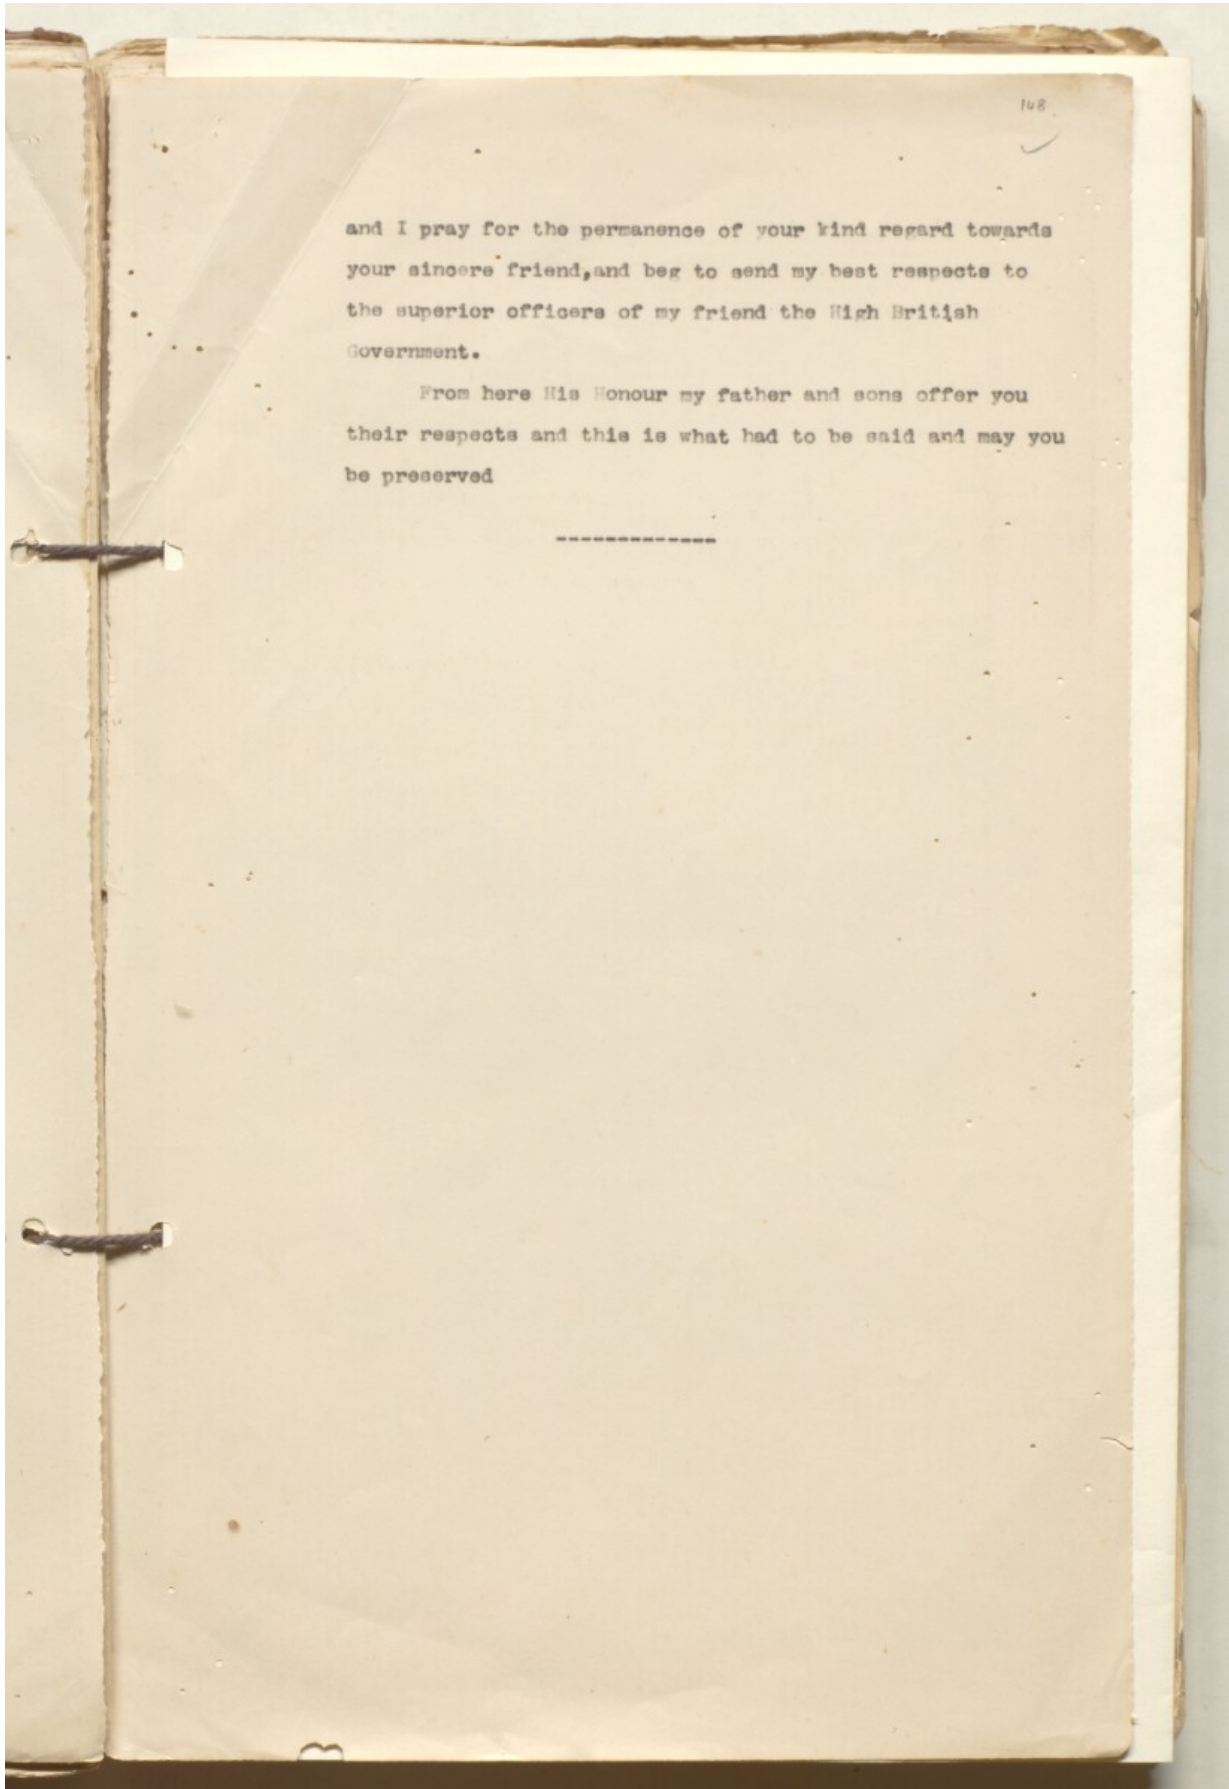 148
and I pray for the permanence of your kind regard towards
your sincere friend,and beg to send my best respects to
the superior officers of my friend the High British
Government.
From here His Honour my father and sons offer you
their respects and this is what had to be said and may you
be preserved
-------------